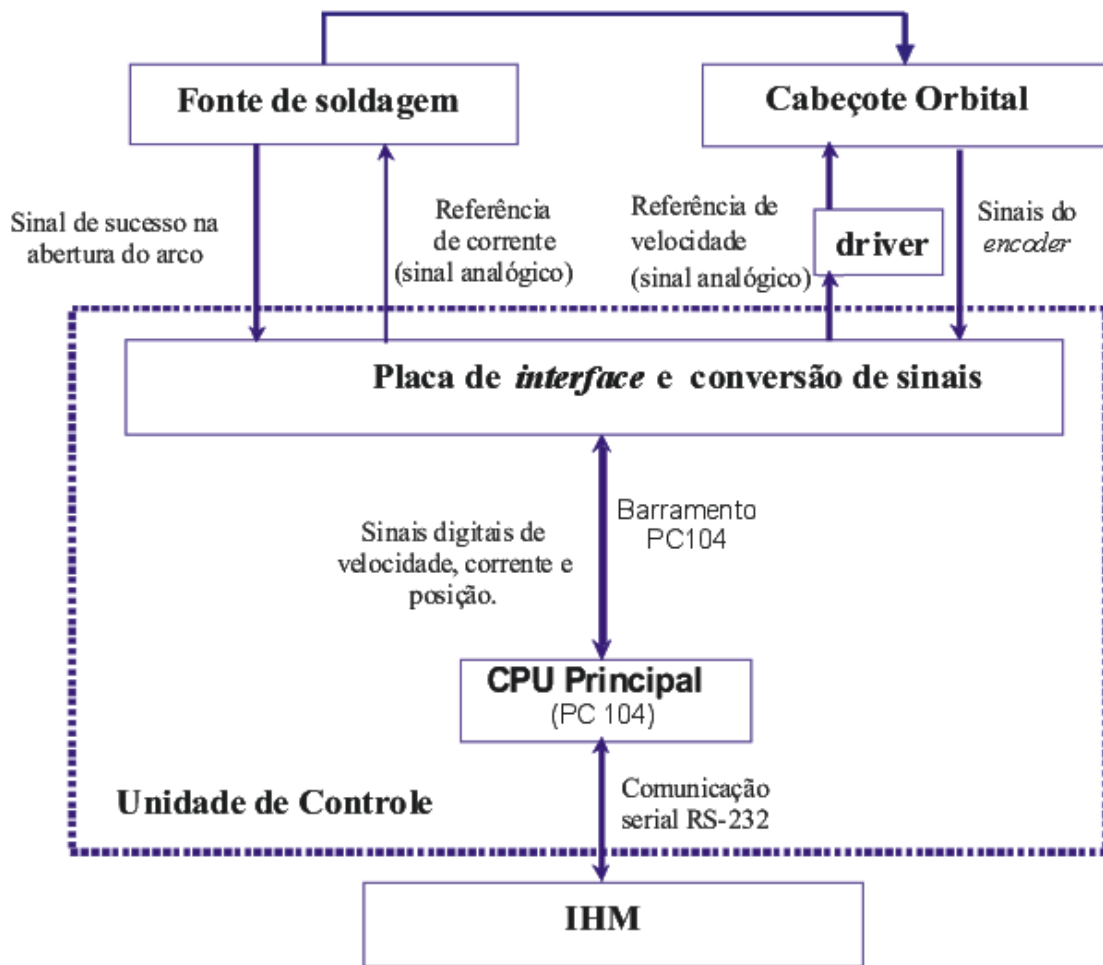 Fonte de soldagem
Cabeçote Orbital
Sinal de sucesso na
abertura do arco
Referência
de corrente
(sinal analógico)
Referência de
velocidade
(sinal analógico)
driver
Sinais do
encoder
Placa de interface e conversão de sinais
Sinais digitais de
velocidade, corrente e
posição.
Barramento
PC104
CPU Principal
(PC 104)
Unidade de Controle
Comunicação
serial RS-232
IHM